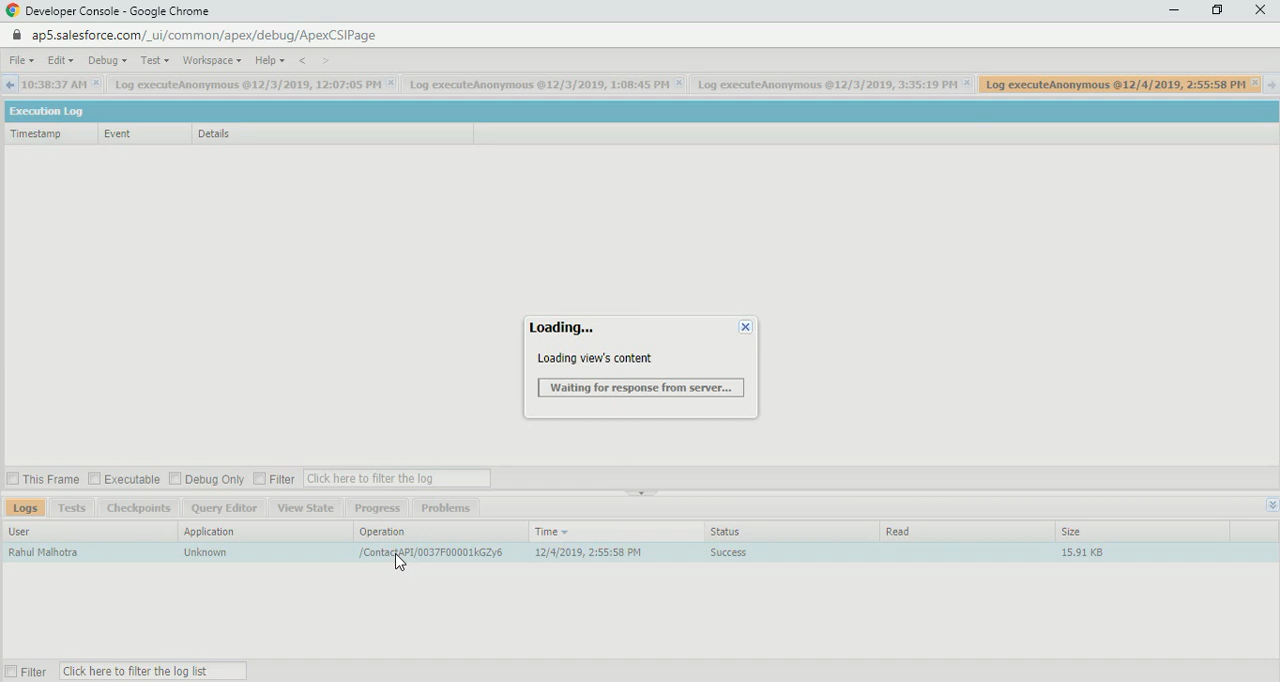 Developer Console - Google Chrome
ap5.salesforce.com/_ui/common/apex/debug/ApexCSIPage
File Edit Debug Test Workspace Help < >
10:38:37 AM Log executeAnonymous @12/3/2019, 12:07:05 PM Log executeAnonymous @12/3/2019, 1:08:45 PM Log executeAnonymous @12/3/2019, 3:35:19 PM Log executeAnonymous @12/4/2019, 2:55:58 PM
Execution Log
Timestamp Event Details
Loading...
Loading view's content
Waiting for response from server...
This Frame Executable Debug Only Filter Click here to filter the log
Logs Tests Checkpoints Query Editor View State Progress Problems
User Application Operation Time Status Read Size
Rahul Malhotra Unknown /ContactAPI/0037F00001kGZy6 12/4/2019, 2:55:58 PM Success 15.91 KB
Filter Click here to filter the log list